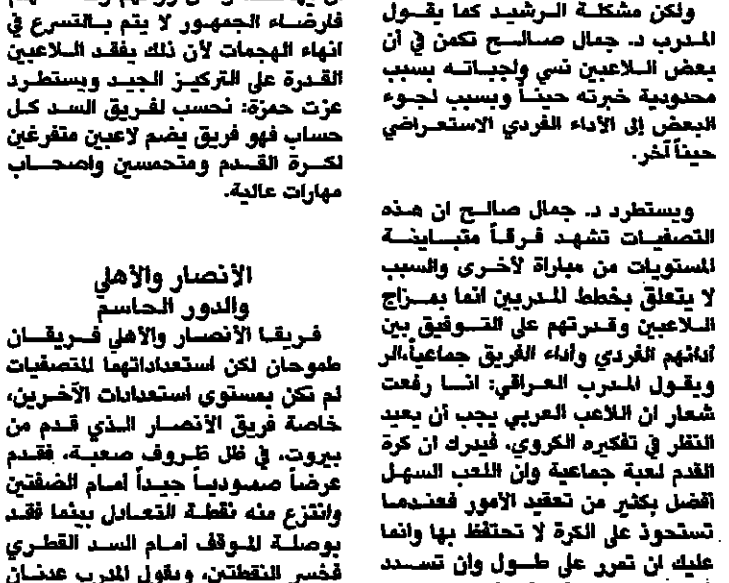 ولكن مشكلة الرشيد كما يقول
المدرب د. جمال صالح تكمن في أن
بعض اللاعبين نسي واجباته بسبب
محدودية خبرته حيناً وبسبب لجوء
البعض إلى الأداء الفردي الاستعراضي
حيناً آخر.
ويستطرد د. جمال صالح ان هذه
التصفيات تشهد فرقاً متباينة
المستويات من مباراة لأخرى والسبب
لا يتعلق بخطط المدربين انما بمزاج
اللاعبين وقدرتهم على التوفيق بين
أدائهم الفردي وأداء الفريق جماعياً،الر
ويقول المدرب العراقي: انا رفعت
شعار ان اللاعب العربي يجب أن يعيد
النظر في تفكيره الكروي، فيدرك ان كرة
القدم لعبة جماعية وان اللعب السهل
أفضل بكثير من تعقيد الأمور فعندما
تستحوذ على الكرة لا تحتفظ بها وانما
عليك ان تمرر على طول وان تسدد
فارضاء الجمهور لا يتم بالتسرع في
انهاء الهجمات لأن ذلك يفقد اللاعبين
القدرة على التركيز الجيد ويستطرد
عزت حمزة: نحسب لفريق السد كل
حساب فهو فريق يضم لاعبين متفرغين
لكرة القدم ومتحمسين واصحاب
مهارات عالية.
الأنصار والأهلي
والدور الحاسم
فريقا الأنصار والأهلي فريقان
طموحان لكن استعداداتهما للتصفيات
لم تكن بمستوى استعدادات الآخرين،
خاصة فريق الأنصار الذي قدم من
بيروت، في ظل ظروف صعبة، فقدم
عرضاً صمودياً جيداً امام الضفتين
وانتزع منه نقطة التعادل بينما فقد
بوصلة الموقف امام السد القطري
فخسر النقطتين، ويقول المدرب عدنان